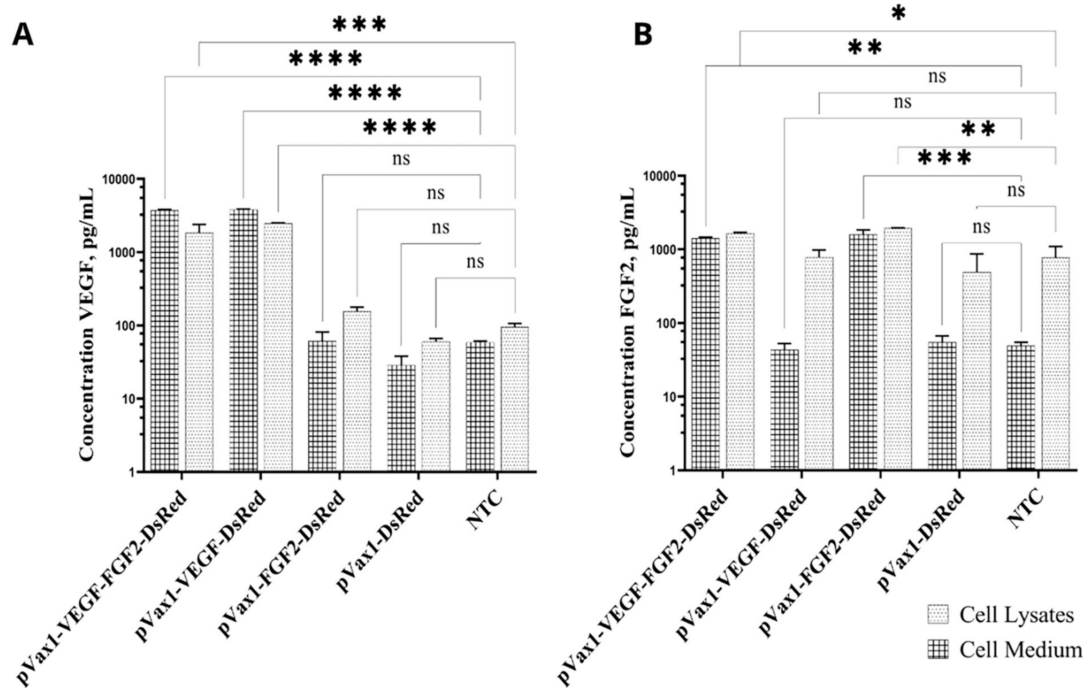 A
***
****
****
****
ns
ns
ns
ns
Concentration VEGF, pg/mL
10000
1000
100
10
1
pVax1-VEGF-FGF2-DsRed
pVax1-VEGF-DsRed
pVax1-FGF2-DsRed
pVax1-DsRed
NTC
B
*
**
ns
ns
**
***
ns
ns
Concentration FGF2, pg/mL
10000
1000
100
10
1
pVax1-VEGF-FGF2-DsRed
pVax1-VEGF-DsRed
pVax1-FGF2-DsRed
pVax1-DsRed
NTC
Cell Lysates
Cell Medium